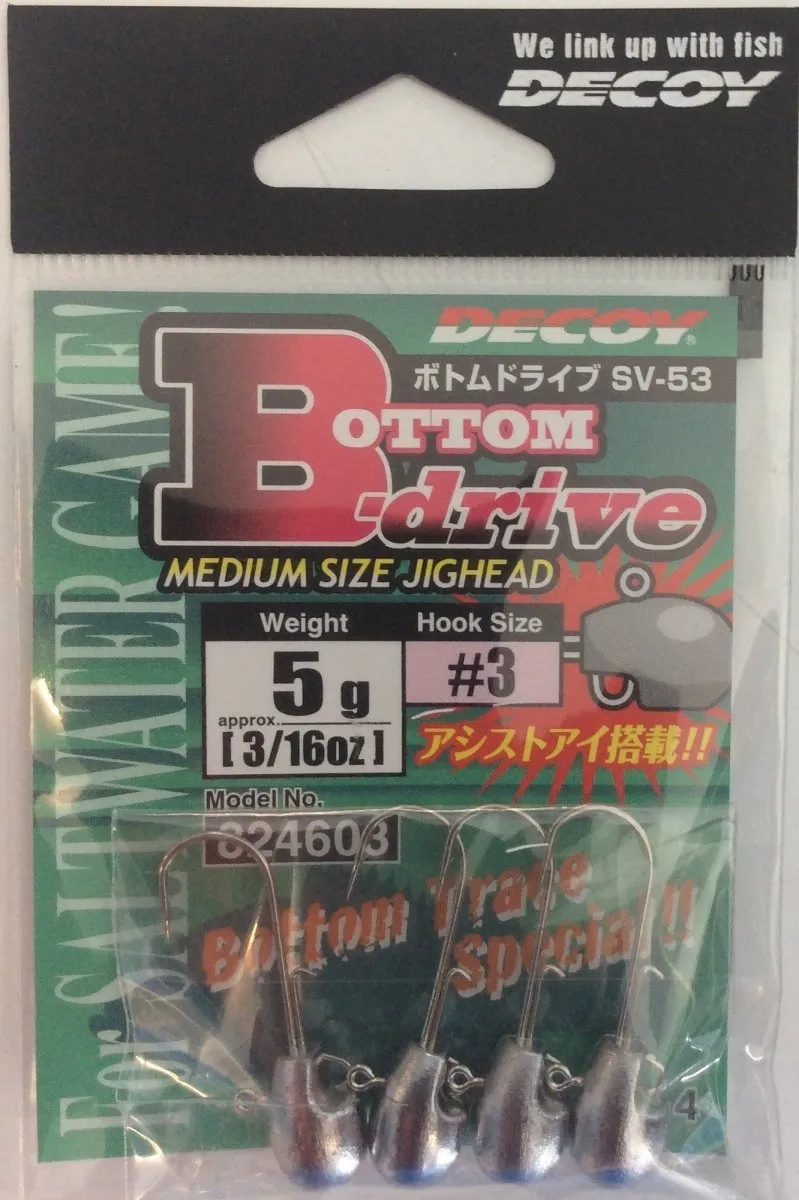 We link up with fish
DECOY
DECOY®
ボトムドライブ SV-53
BOTTOM
-drive
MEDIUM SIZE JIGHEAD
Weight
Hook Size
5 g
#3
approx.
[3/16oz]
アシストアイ搭載!!
Model No.
824603
Bottom Trace
Special!!
For SALTWATER GAME!
4